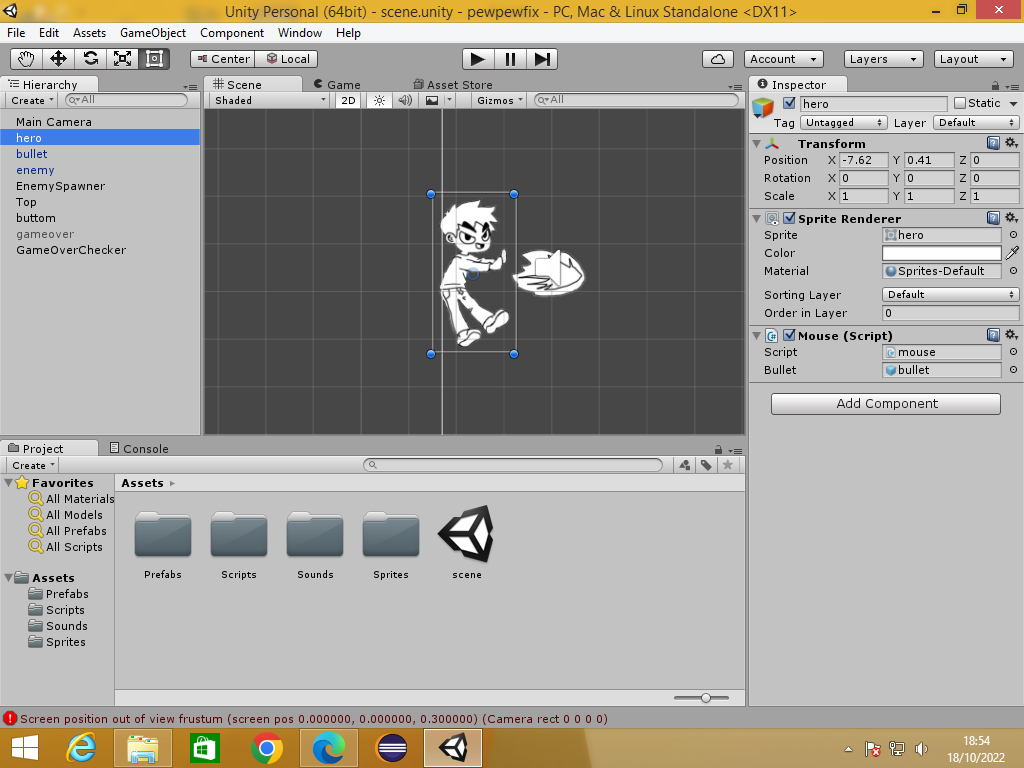 Unity Personal (64bit) - scene.unity - pewpewfix - PC, Mac & Linux Standalone <DX11>
File Edit Assets GameObject Component Window Help
Center Local Account Layers Layout
Hierarchy
Create All
Main Camera
hero
bullet
enemy
EnemySpawner
Top
buttom
gameover
GameOverChecker
Scene Game Asset Store
Shaded 2D Gizmos All
Inspector
hero Static
Tag Untagged Layer Default
Transform
Position X -7.62 Y 0.41 Z 0
Rotation X 0 Y 0 Z 0
Scale X 1 Y 1 Z 1
Sprite Renderer
Sprite hero
Color
Material Sprites-Default
Sorting Layer Default
Order in Layer 0
Mouse (Script)
Script mouse
Bullet bullet
Add Component
Project Console
Create
Favorites
All Materials
All Models
All Prefabs
All Scripts
Assets
Prefabs
Scripts
Sounds
Sprites
Assets
Prefabs Scripts Sounds Sprites scene
Screen position out of view frustum (screen pos 0.000000, 0.000000, 0.300000) (Camera rect 0 0 0 0)
18:54
18/10/2022